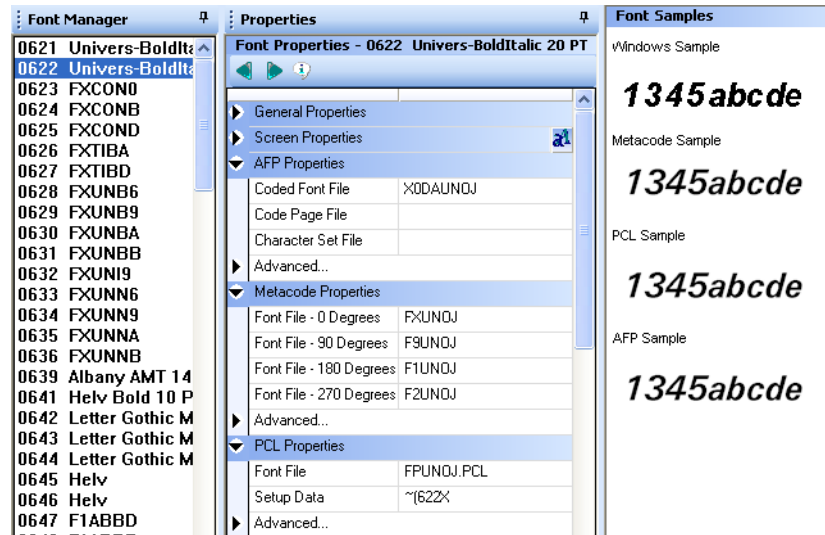 Font Manager
0621 Univers-BoldIta
0622 Univers-BoldIta
0623 FXCON0
0624 FXCONB
0625 FXCOND
0626 FXTIBA
0627 FXTIBD
0628 FXUNB6
0629 FXUNB9
0630 FXUNBA
0631 FXUNBB
0632 FXUNI9
0633 FXUNN6
0634 FXUNN9
0635 FXUNNA
0636 FXUNNB
0639 Albany AMT 14
0641 Helv Bold 10 P
0642 Letter Gothic M
0643 Letter Gothic M
0644 Letter Gothic M
0645 Helv
0646 Helv
0647 F1ABBD
Properties
Font Properties - 0622 Univers-BoldItalic 20 PT
General Properties
Screen Properties
AFP Properties
Coded Font File X0DAUNOJ
Code Page File
Character Set File
Advanced...
Metacode Properties
Font File - 0 Degrees FXUNOJ
Font File - 90 Degrees F9UNOJ
Font File - 180 Degrees F1UNOJ
Font File - 270 Degrees F2UNOJ
Advanced...
PCL Properties
Font File FPUNOJ.PCL
Setup Data ~(622X
Advanced...
Font Samples
Windows Sample
1345abcde
Metacode Sample
1345abcde
PCL Sample
1345abcde
AFP Sample
1345abcde